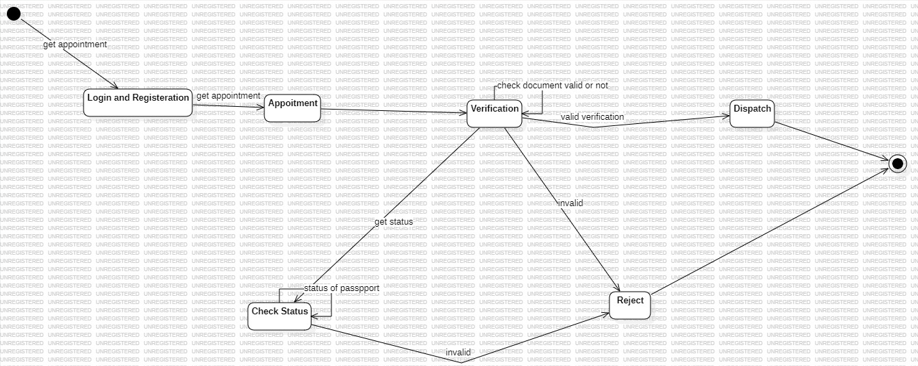 get appointment
Login and Registeration
get appointment
Appoitment
check document valid or not
Verification
valid verification
Dispatch
get status
invalid
status of passpport
Check Status
Reject
invalid
UNREGISTERED